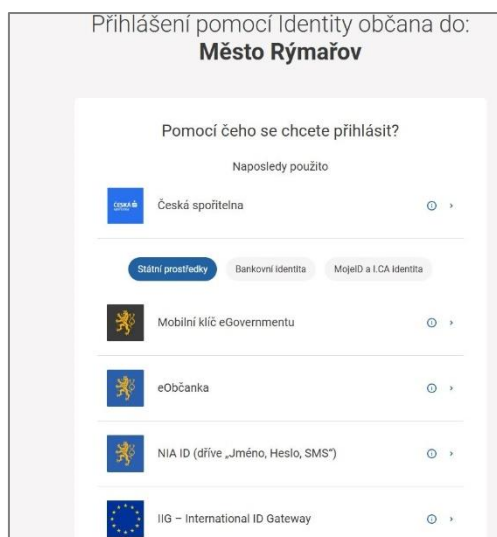 Přihlášení pomocí Identity občana do:
Město Rýmařov
Pomocí čeho se chcete přihlásit?
Naposledy použito
Česká spořitelna
Státní prostředky
Bankovní identita
MojeID a I.CA identita
Mobilní klíč eGovernmentu
eObčanka
NIA ID (dříve „Jméno, Heslo, SMS“)
IIG – International ID Gateway